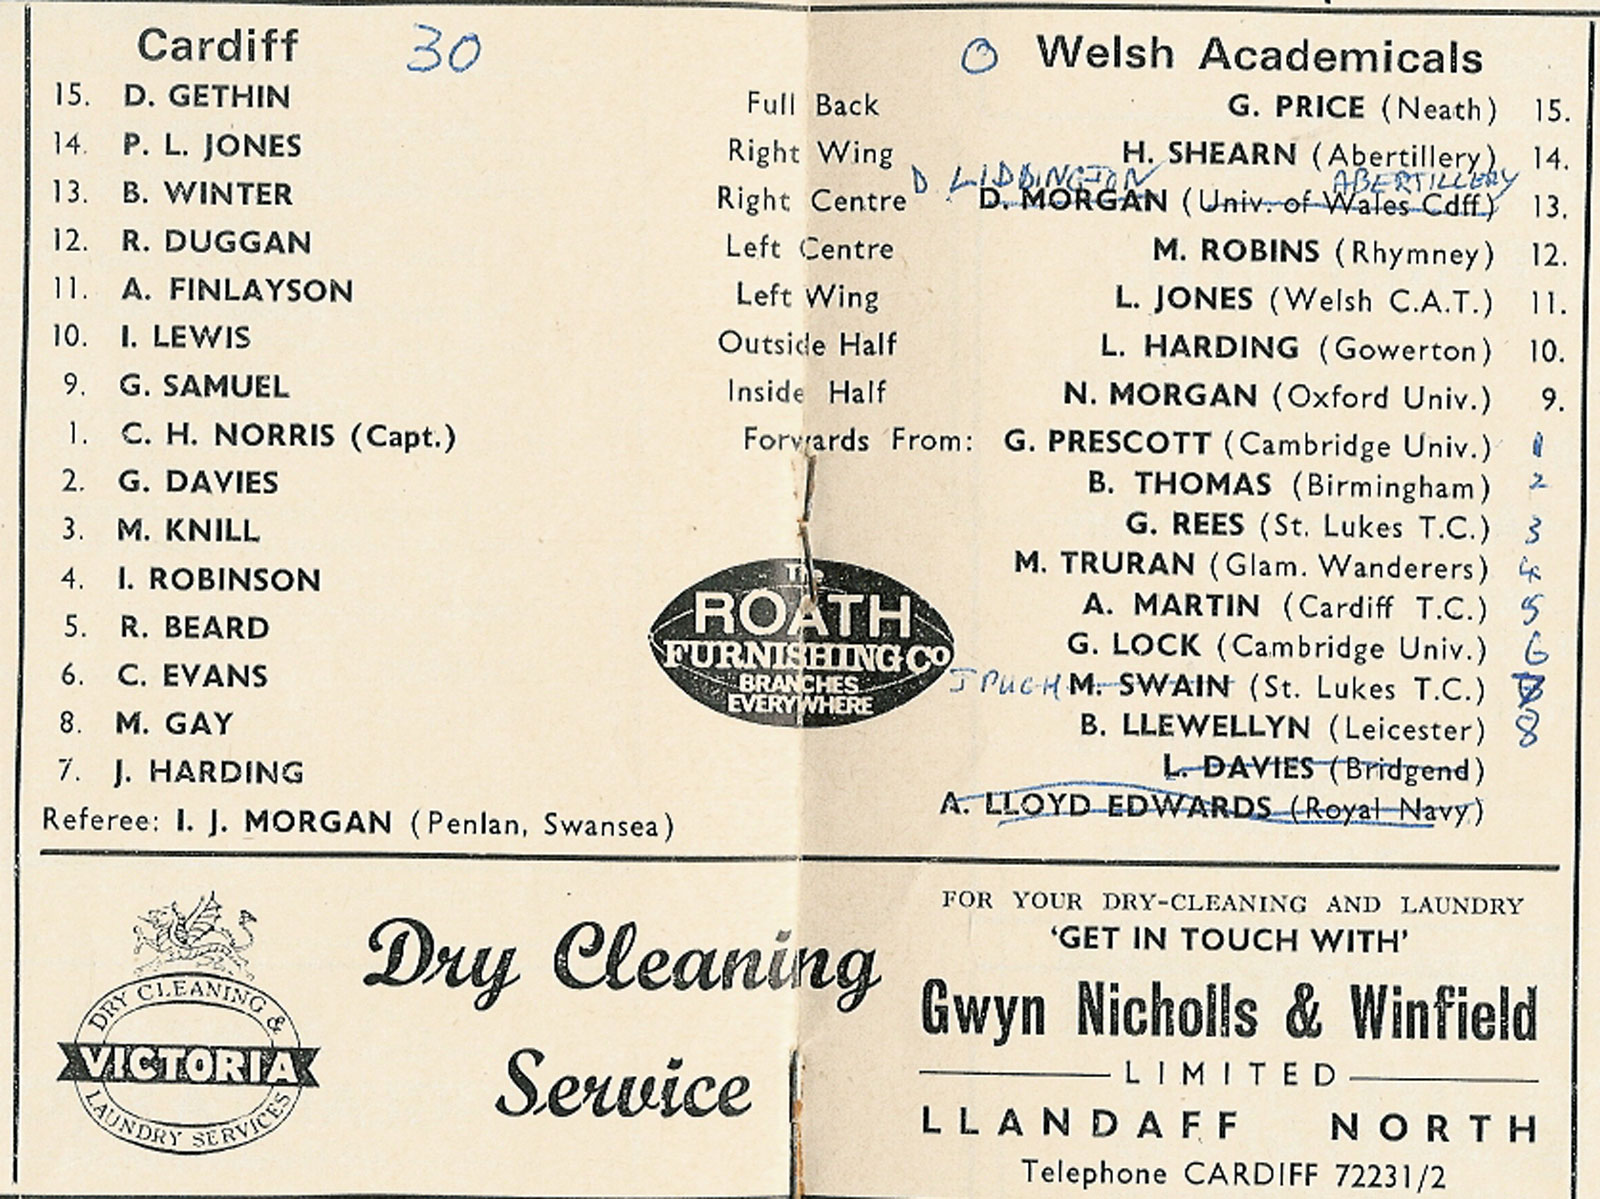 Cardiff 30 0 Welsh Academicals
15. D. GETHIN Full Back G. PRICE (Neath) 15.
14. P. L. JONES Right Wing H. SHEARN (Abertillery) 14.
D LIDDINGTON ABERTILLERY
13. B. WINTER Right Centre D. MORGAN (Univ. of Wales Cdff) 13.
12. R. DUGGAN Left Centre M. ROBINS (Rhymney) 12.
11. A. FINLAYSON Left Wing L. JONES (Welsh C.A.T.) 11.
10. I. LEWIS Outside Half L. HARDING (Gowerton) 10.
9. G. SAMUEL Inside Half N. MORGAN (Oxford Univ.) 9.
1. C. H. NORRIS (Capt.) Forwards From: G. PRESCOTT (Cambridge Univ.) 1
2. G. DAVIES B. THOMAS (Birmingham) 2
3. M. KNILL G. REES (St. Lukes T.C.) 3
4. I. ROBINSON M. TRURAN (Glam. Wanderers) 4
5. R. BEARD A. MARTIN (Cardiff T.C.) 5
6. C. EVANS G. LOCK (Cambridge Univ.) 6
8. M. GAY J PUGH M. SWAIN (St. Lukes T.C.) 7
7. J. HARDING B. LLEWELLYN (Leicester) 8
L. DAVIES (Bridgend)
Referee: I. J. MORGAN (Penlan, Swansea) A. LLOYD EDWARDS (Royal Navy)
The
ROATH
FURNISHING CO
BRANCHES
EVERYWHERE
DRY CLEANING &
VICTORIA
LAUNDRY SERVICES
Dry Cleaning
Service
FOR YOUR DRY-CLEANING AND LAUNDRY
'GET IN TOUCH WITH'
Gwyn Nicholls & Winfield
LIMITED
LLANDAFF NORTH
Telephone CARDIFF 72231/2